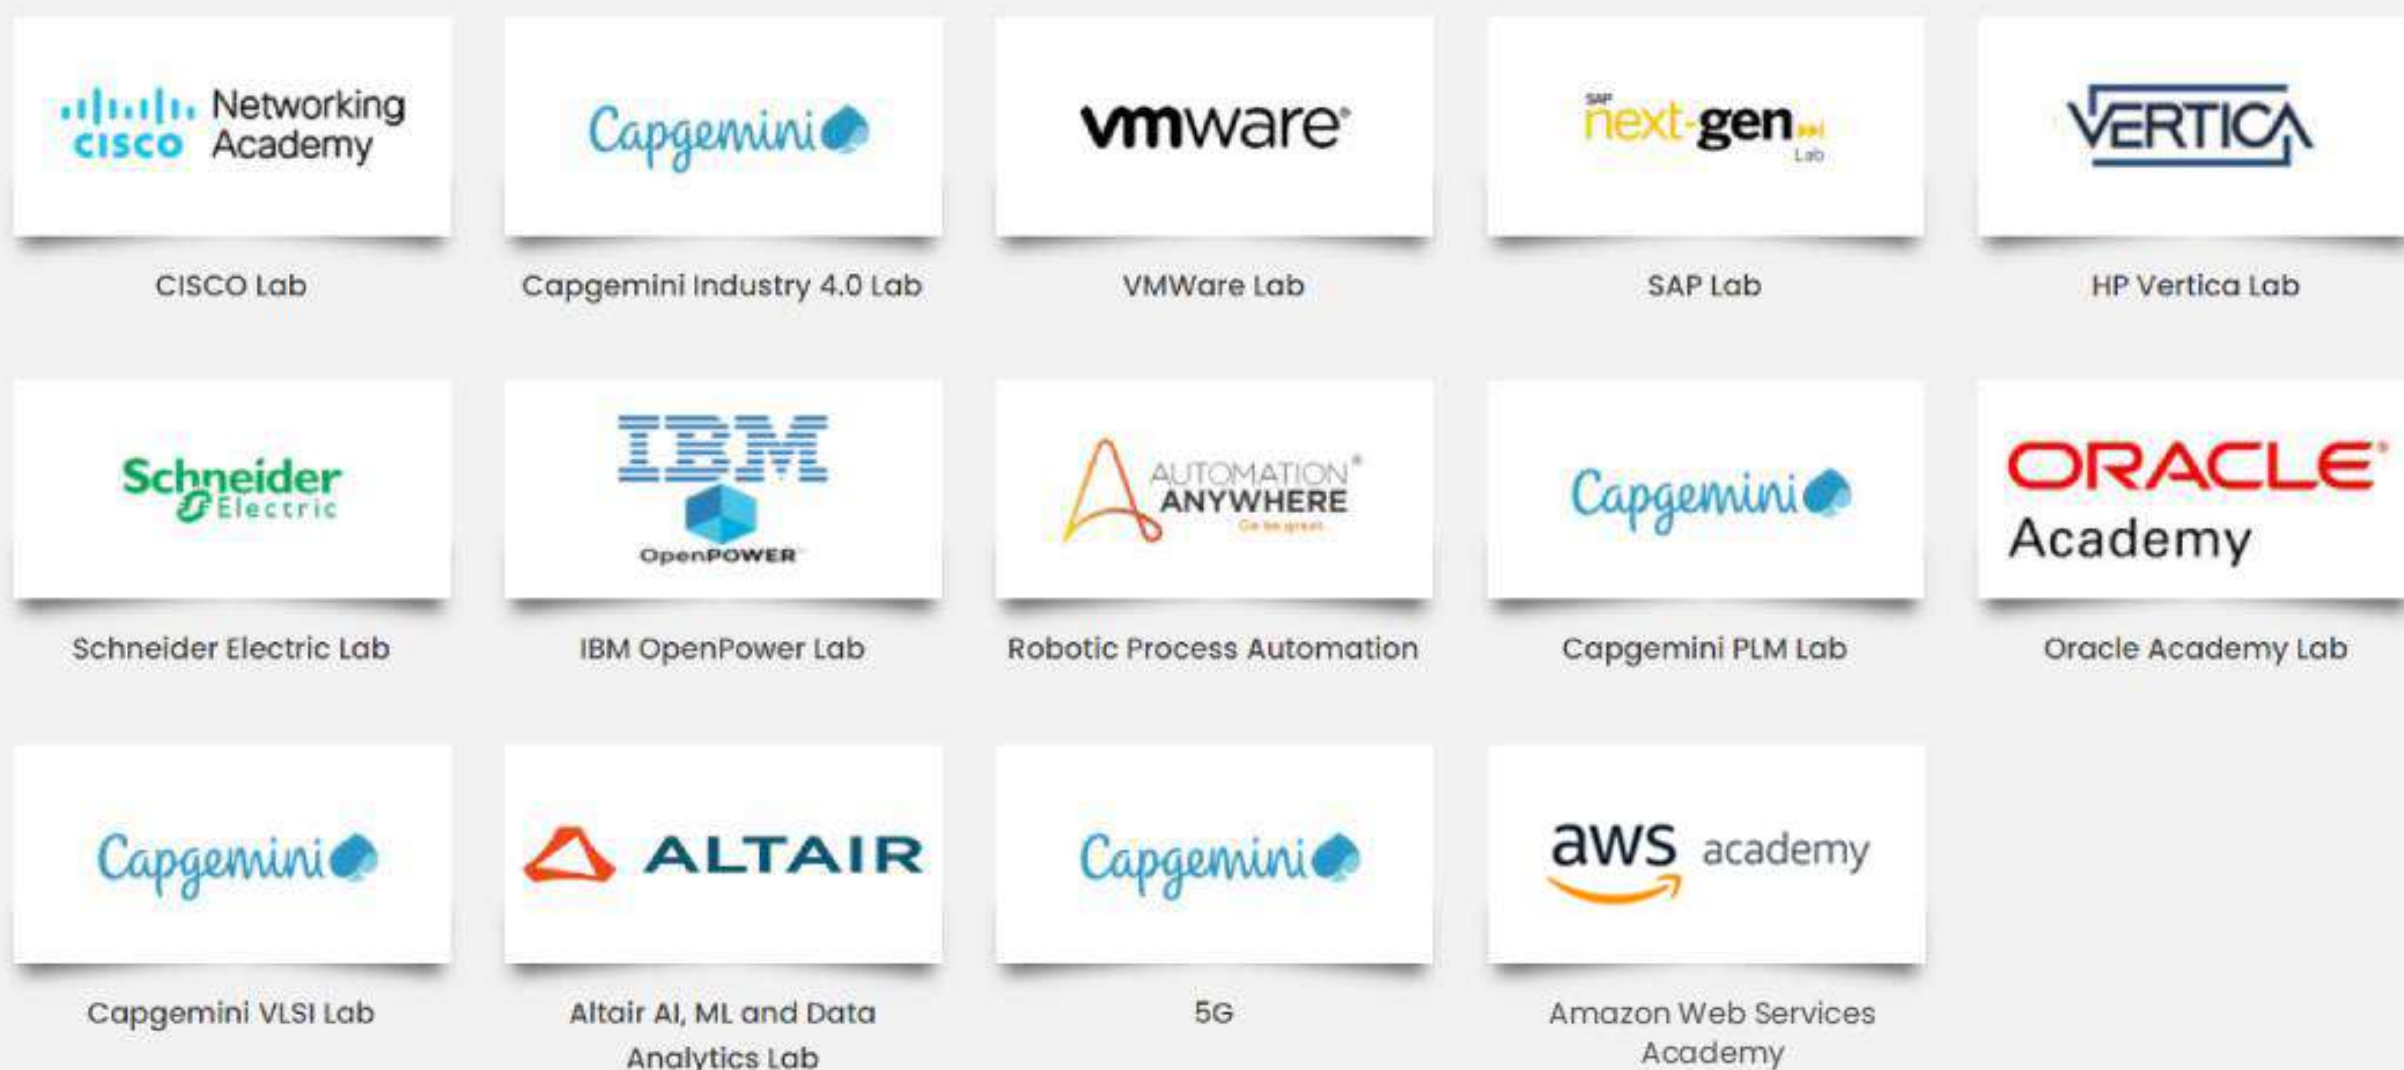 CISCO Networking Academy
Capgemini
vmware®
SAP next-gen Lab
VERTICA
CISCO Lab
Capgemini Industry 4.0 Lab
VMWare Lab
SAP Lab
HP Vertica Lab
Schneider Electric
IBM
OpenPOWER
AUTOMATION® ANYWHERE
Go be great.
Capgemini
ORACLE®
Academy
Schneider Electric Lab
IBM OpenPower Lab
Robotic Process Automation
Capgemini PLM Lab
Oracle Academy Lab
Capgemini
ALTAIR
Capgemini
aws academy
Capgemini VLSI Lab
Altair AI, ML and Data
Analytics Lab
5G
Amazon Web Services
Academy